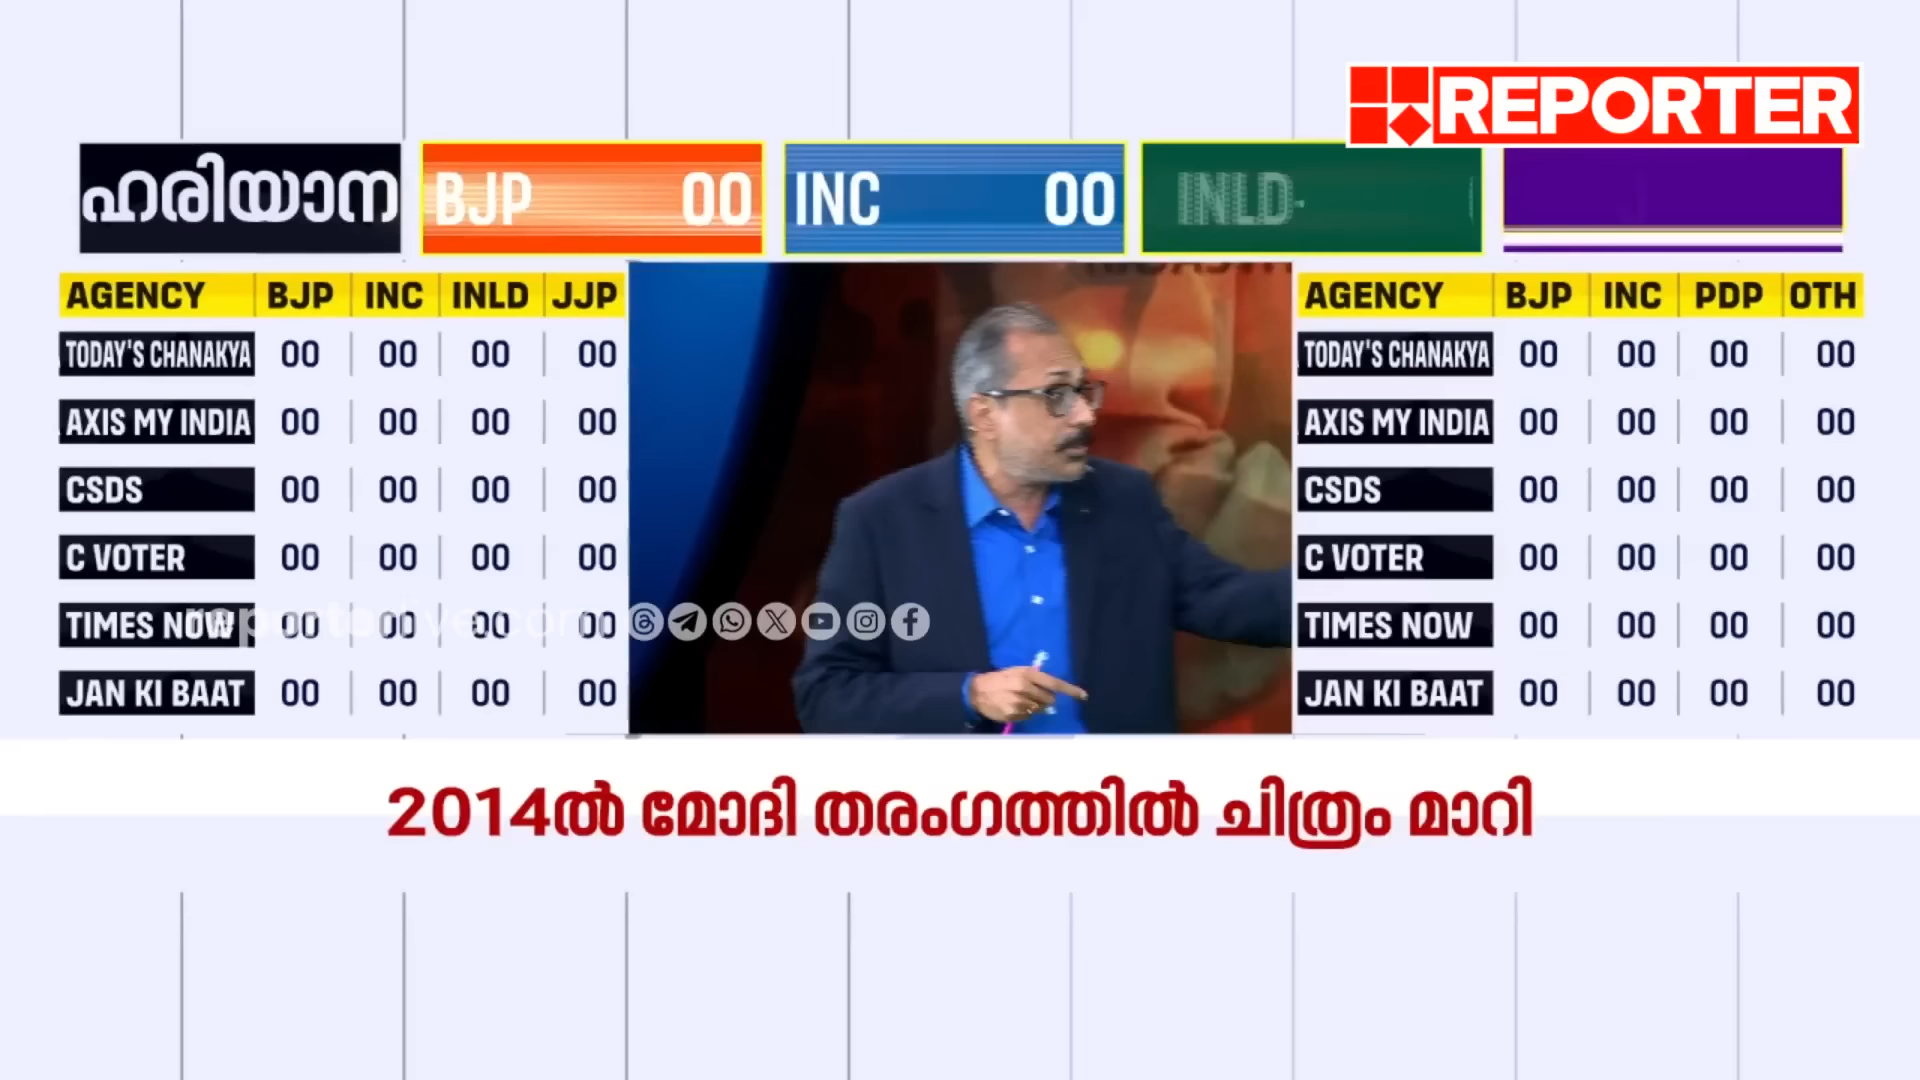 REPORTER
ഹരിയാന BJP 00 INC 00 INLD-
AGENCY BJP INC INLD JJP
TODAY'S CHANAKYA 00 00 00 00
AXIS MY INDIA 00 00 00 00
CSDS 00 00 00 00
C VOTER 00 00 00 00
TIMES NOW 00 00 00 00
JAN KI BAAT 00 00 00 00
reporterlive.com
AGENCY BJP INC PDP OTH
TODAY'S CHANAKYA 00 00 00 00
AXIS MY INDIA 00 00 00 00
CSDS 00 00 00 00
C VOTER 00 00 00 00
TIMES NOW 00 00 00 00
JAN KI BAAT 00 00 00 00
2014ൽ മോദി തരംഗത്തിൽ ചിത്രം മാറി